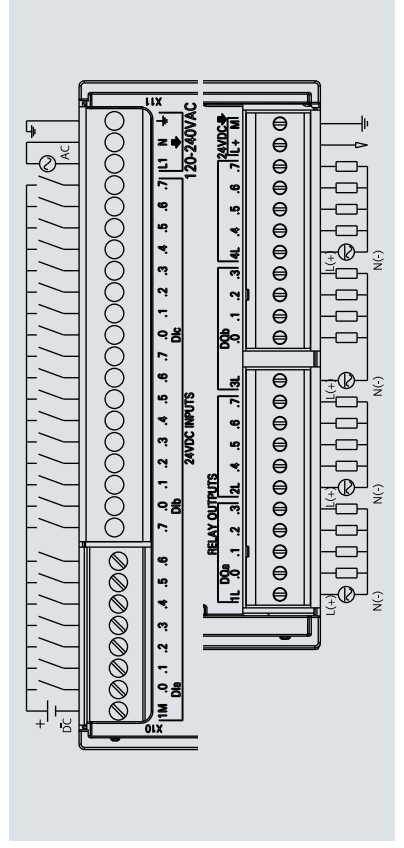 + - DC
AC
X10
X11
1M .0 .1 .2 .3 .4 .5 .6 .7 .0 .1 .2 .3 .4 .5 .6 .7 .0 .1 .2 .3 .4 .5 .6 .7 L1 N
DIa DIb DIc
24VDC INPUTS
120-240VAC
RELAY OUTPUTS
24VDC
DQa DQb
1L .0 .1 .2 .3 2L .4 .5 .6 .7 3L .0 .1 .2 .3 4L .4 .5 .6 .7 L+ M
L(+) L(+) L(+) L(+)
N(-) N(-) N(-) N(-)